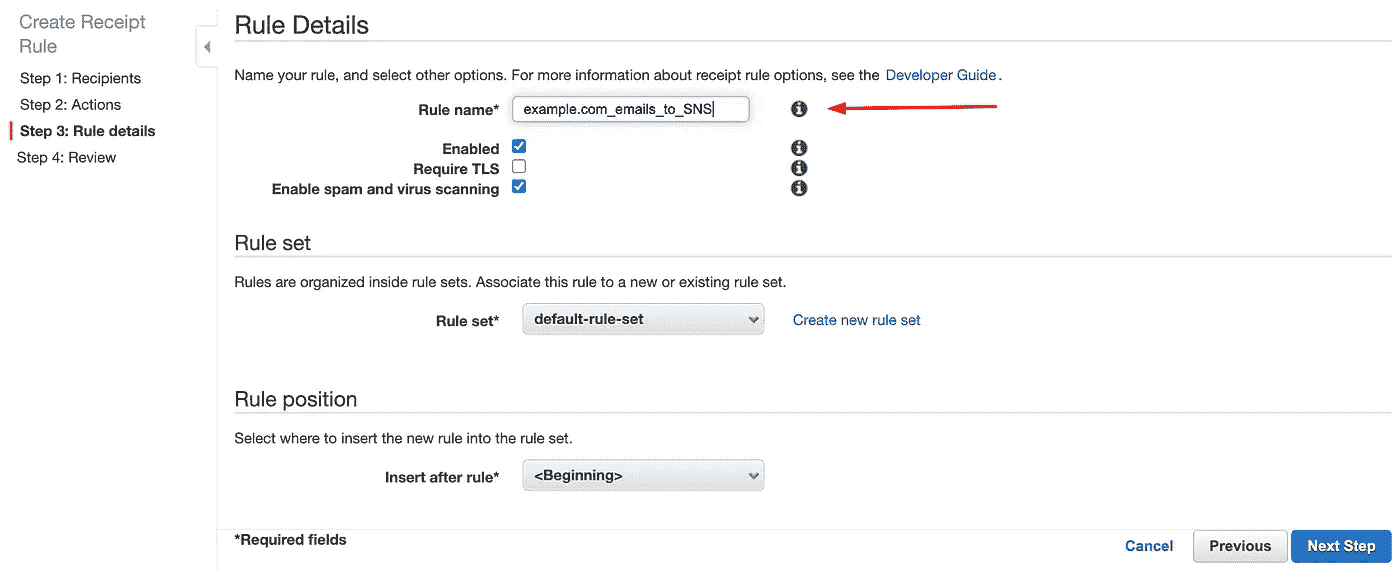 Create Receipt
Rule
Step 1: Recipients
Step 2: Actions
Step 3: Rule details
Step 4: Review
Rule Details
Name your rule, and select other options. For more information about receipt rule options, see the Developer Guide.
Rule name* example.com_emails_to_SNS
Enabled
Require TLS
Enable spam and virus scanning
Rule set
Rules are organized inside rule sets. Associate this rule to a new or existing rule set.
Rule set* default-rule-set Create new rule set
Rule position
Select where to insert the new rule into the rule set.
Insert after rule* <Beginning>
*Required fields
Cancel Previous Next Step